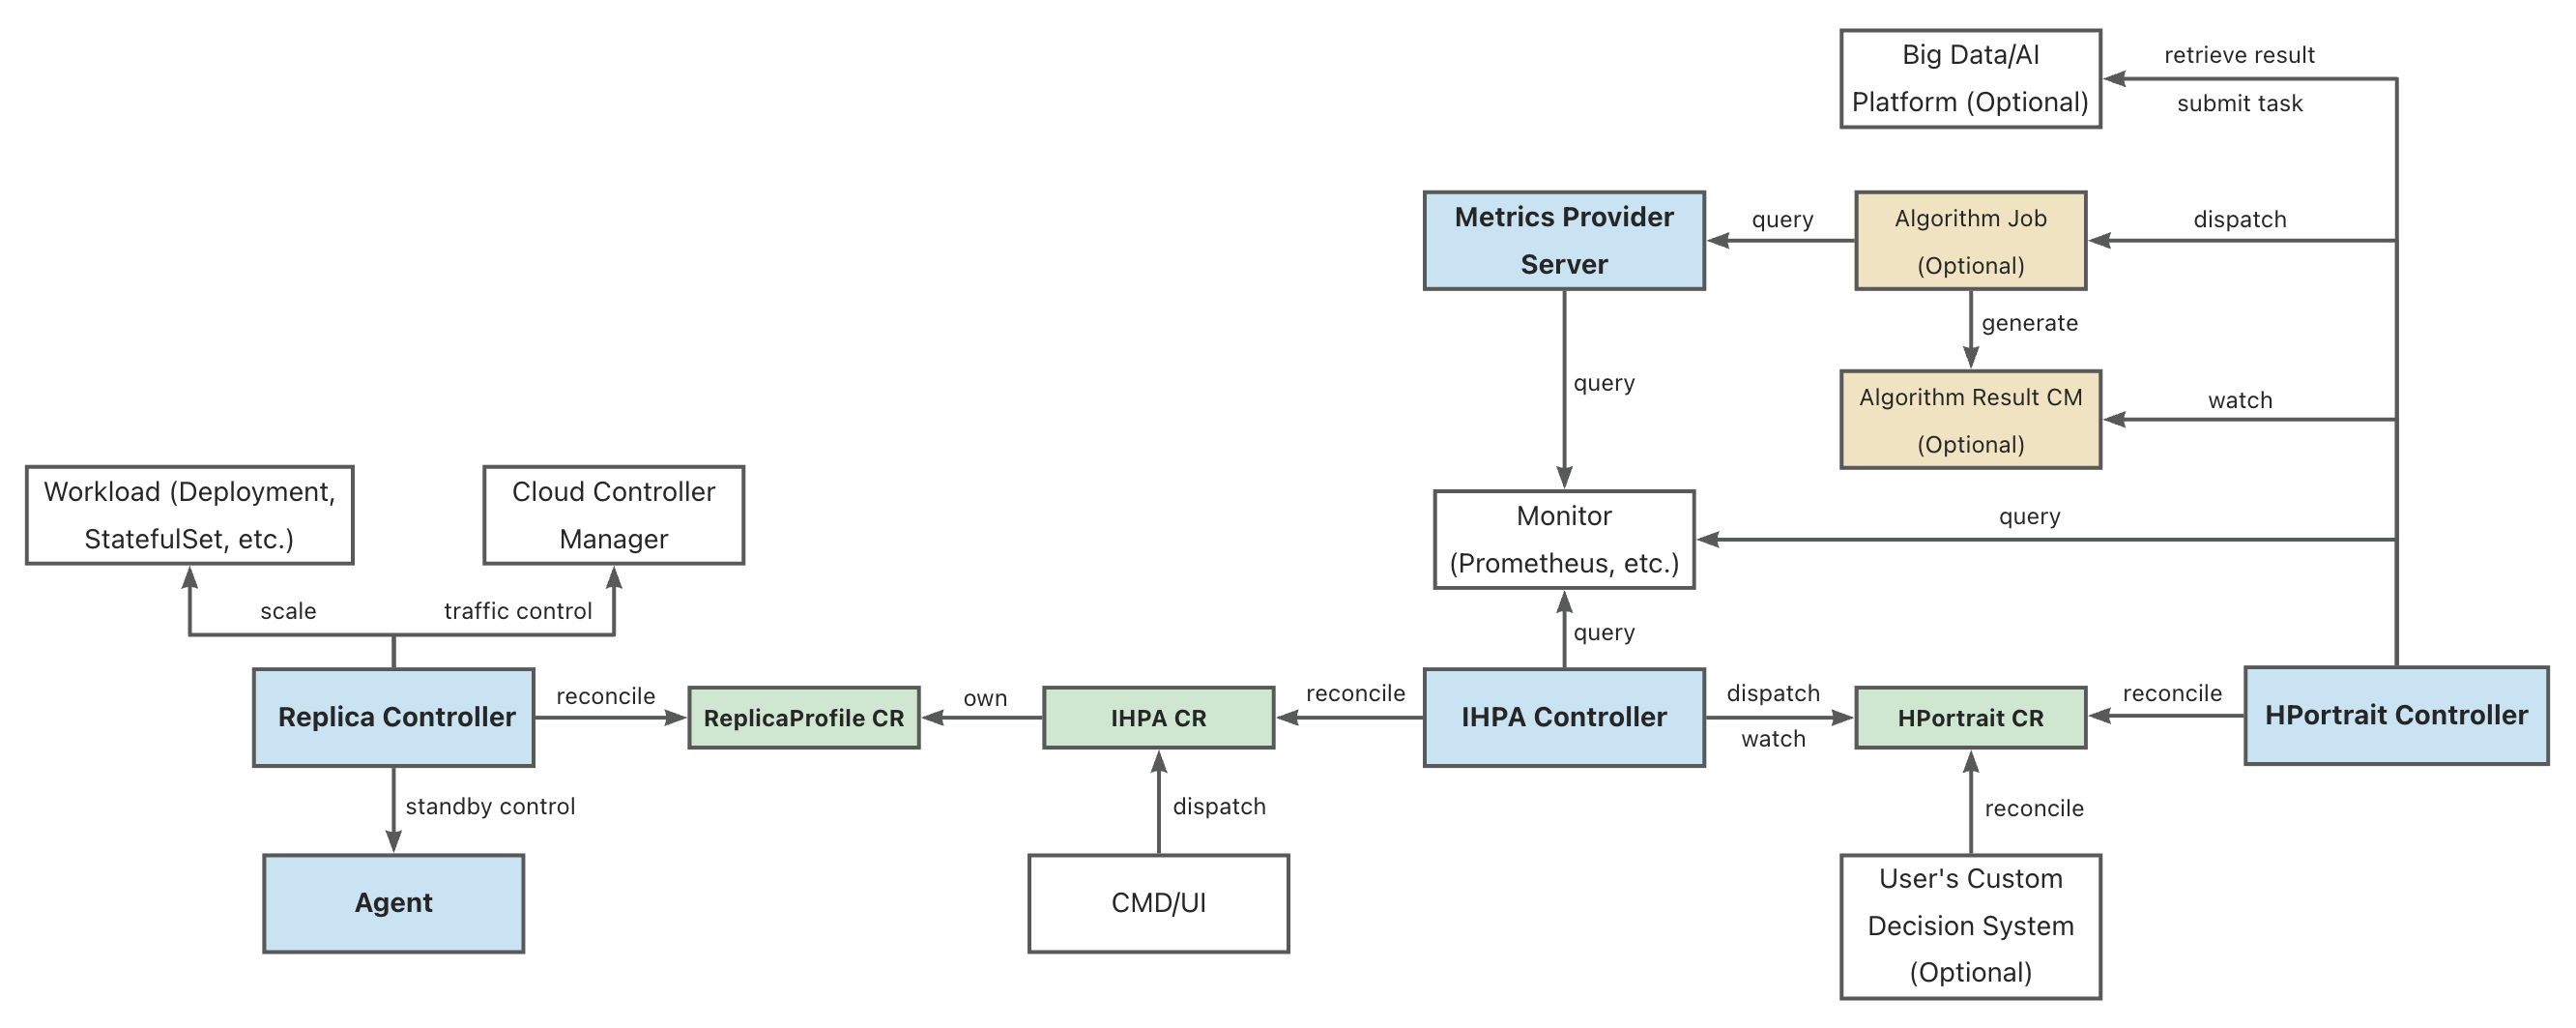 Big Data/AI
Platform (Optional)
retrieve result
submit task
Metrics Provider
Server
query
Algorithm Job
(Optional)
dispatch
generate
query
Algorithm Result CM
(Optional)
watch
Workload (Deployment,
StatefulSet, etc.)
Cloud Controller
Manager
Monitor
(Prometheus, etc.)
query
scale
traffic control
query
Replica Controller
reconcile
ReplicaProfile CR
own
IHPA CR
reconcile
IHPA Controller
dispatch
watch
HPortrait CR
reconcile
HPortrait Controller
standby control
dispatch
reconcile
Agent
CMD/UI
User's Custom
Decision System
(Optional)